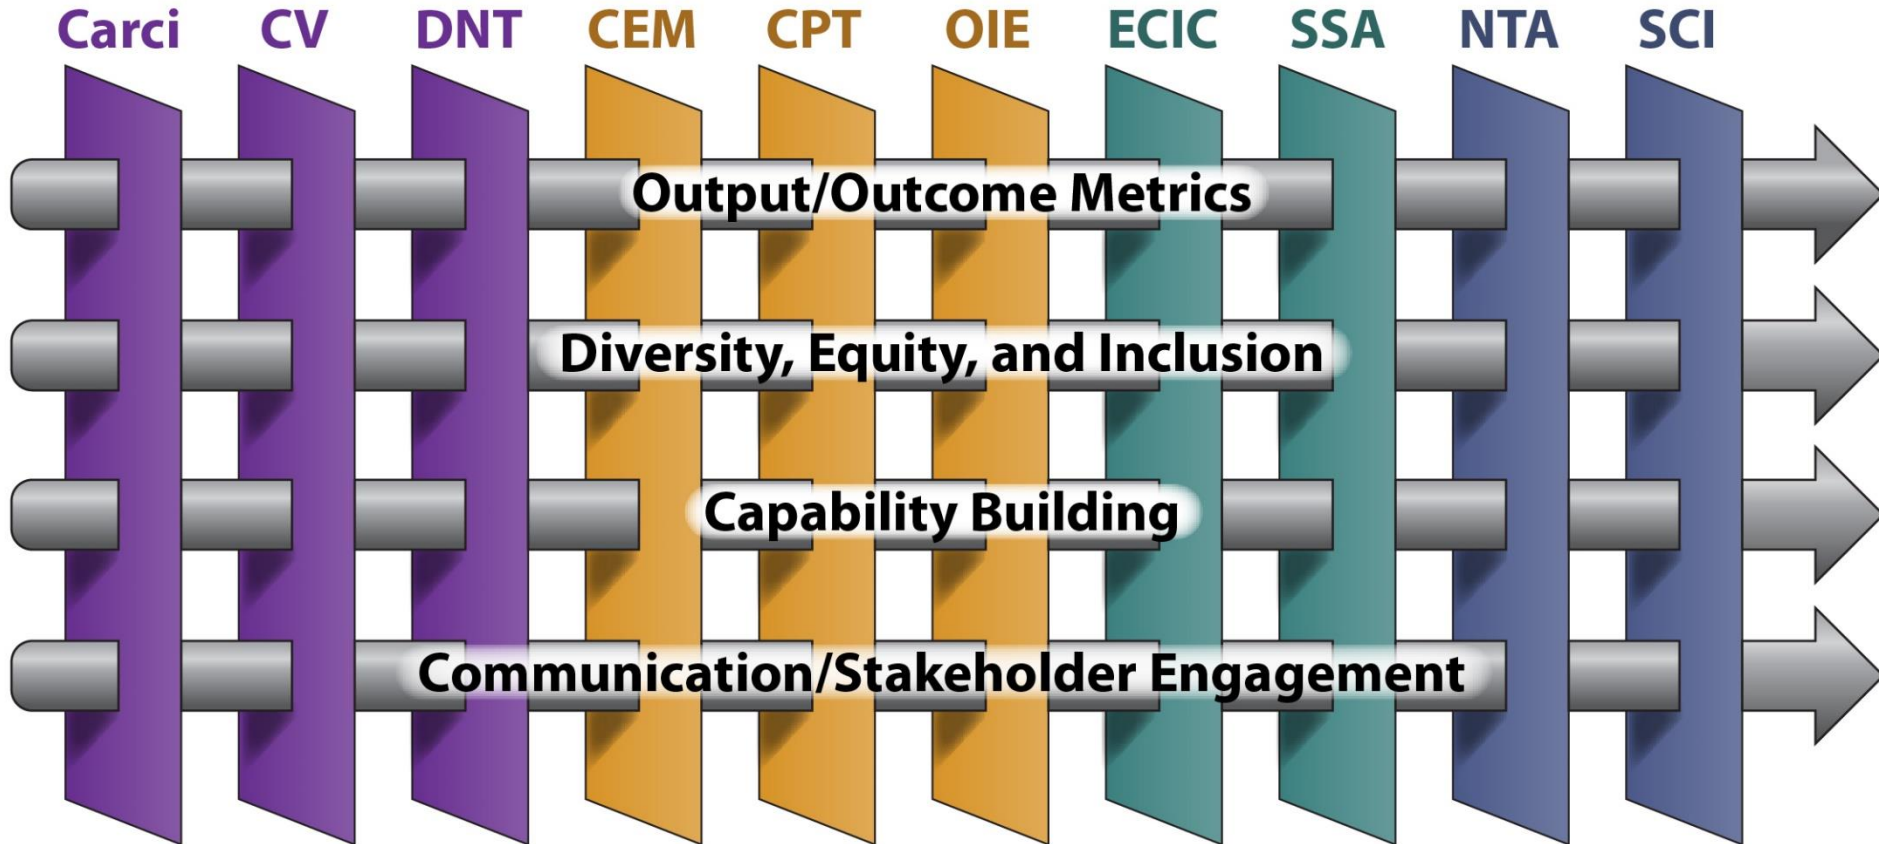 Carci CV DNT CEM CPT OIE ECIC SSA NTA SCI
Output/Outcome Metrics
Diversity, Equity, and Inclusion
Capability Building
Communication/Stakeholder Engagement